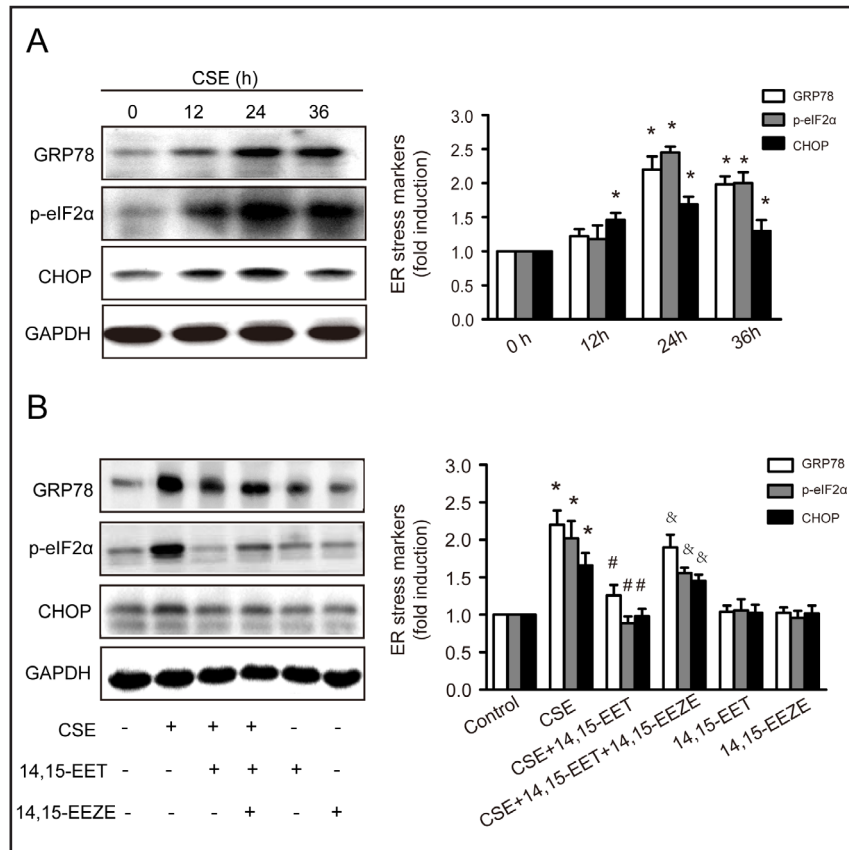 A
CSE (h)
0 12 24 36
GRP78
p-eIF2α
CHOP
GAPDH
ER stress markers
(fold induction)
3.0
2.5
2.0
1.5
1.0
0.5
0.0
* * * * * * *
0 h 12h 24h 36h
GRP78
p-eIF2α
CHOP
B
GRP78
p-eIF2α
CHOP
GAPDH
CSE - + + + - -
14,15-EET - - + + + -
14,15-EEZE - - - + - +
ER stress markers
(fold induction)
3.0
2.5
2.0
1.5
1.0
0.5
0.0
* * * # # # & & &
Control CSE CSE+14,15-EET CSE+14,15-EET+14,15-EEZE 14,15-EET 14,15-EEZE
GRP78
p-eIF2α
CHOP